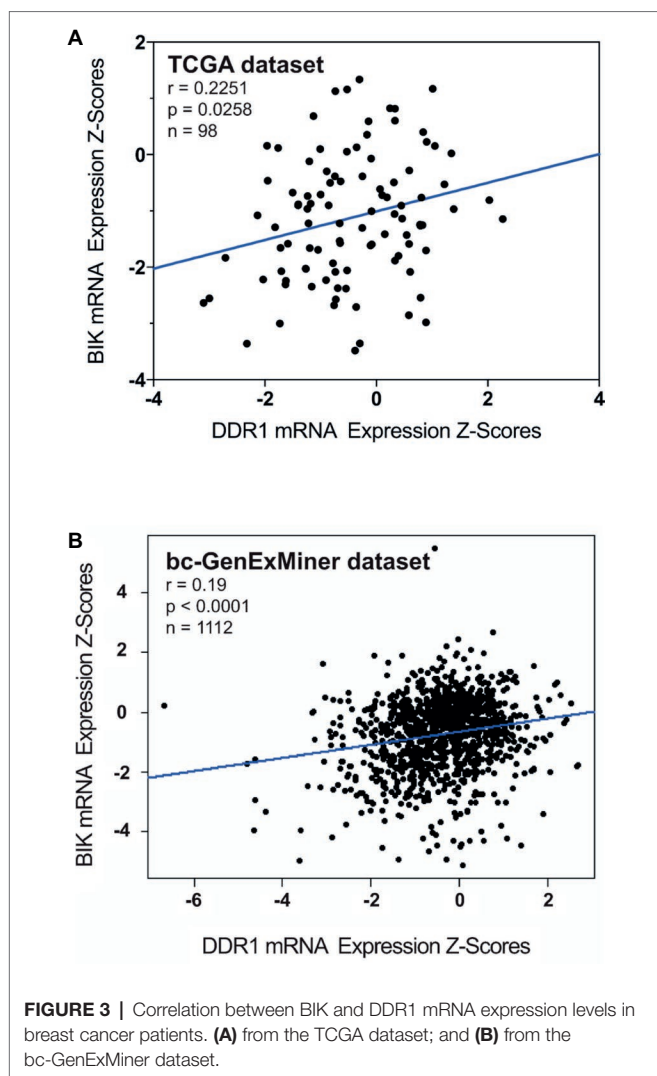 A
TCGA dataset
r = 0.2251
p = 0.0258
n = 98
BIK mRNA Expression Z-Scores
2
0
-2
-4
-4
-2
0
2
4
DDR1 mRNA Expression Z-Scores
B
bc-GenExMiner dataset
r = 0.19
p < 0.0001
n = 1112
BIK mRNA Expression Z-Scores
4
2
0
-2
-4
-6
-4
-2
0
2
DDR1 mRNA Expression Z-Scores
FIGURE 3 | Correlation between BIK and DDR1 mRNA expression levels in
breast cancer patients. (A) from the TCGA dataset; and (B) from the
bc-GenExMiner dataset.